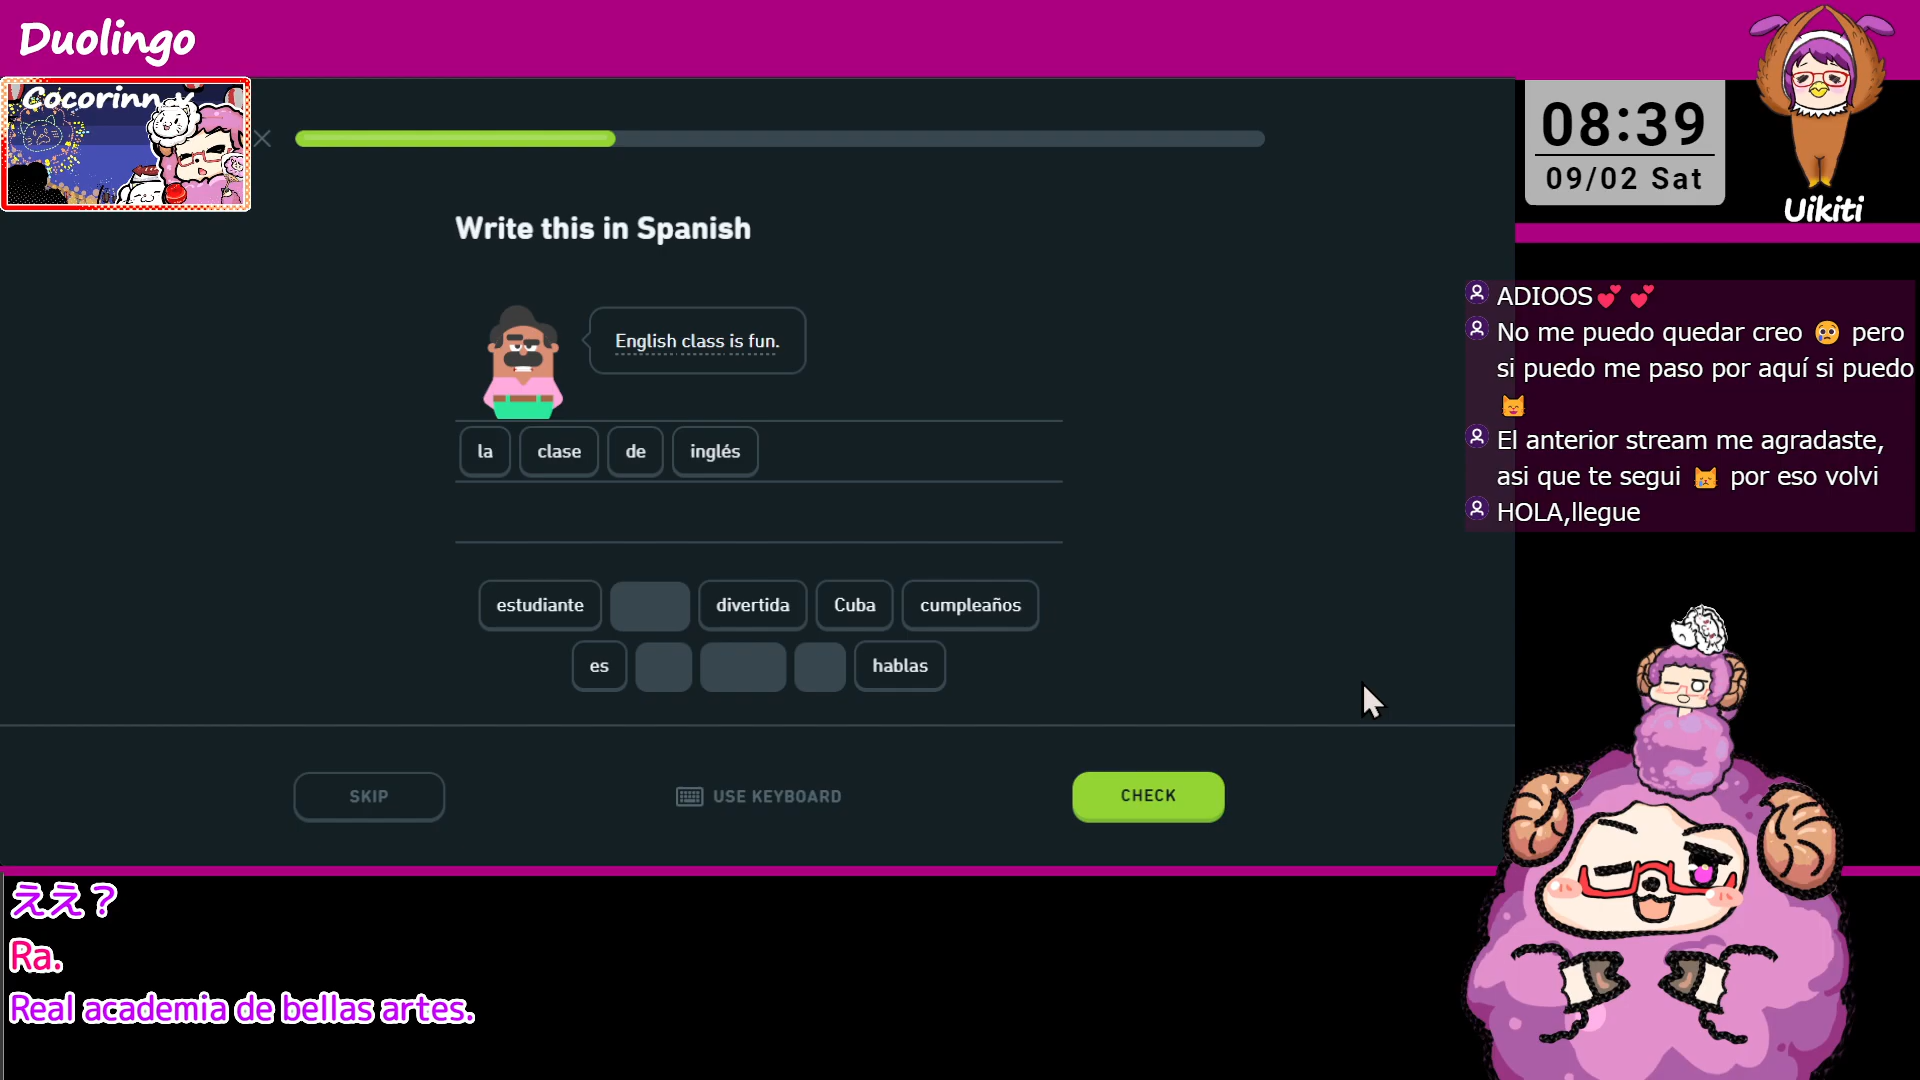 Duolingo
Cocorinn_y
08:39
09/02 Sat
Uikiti
Write this in Spanish
English class is fun.
la clase de inglés
estudiante divertida Cuba cumpleaños
es hablas
SKIP USE KEYBOARD CHECK
ADIOOS💕 💕
No me puedo quedar creo 😢 pero
si puedo me paso por aquí si puedo
😸
El anterior stream me agradaste,
asi que te segui 😿 por eso volvi
HOLA,llegue
ええ？
Ra.
Real academia de bellas artes.